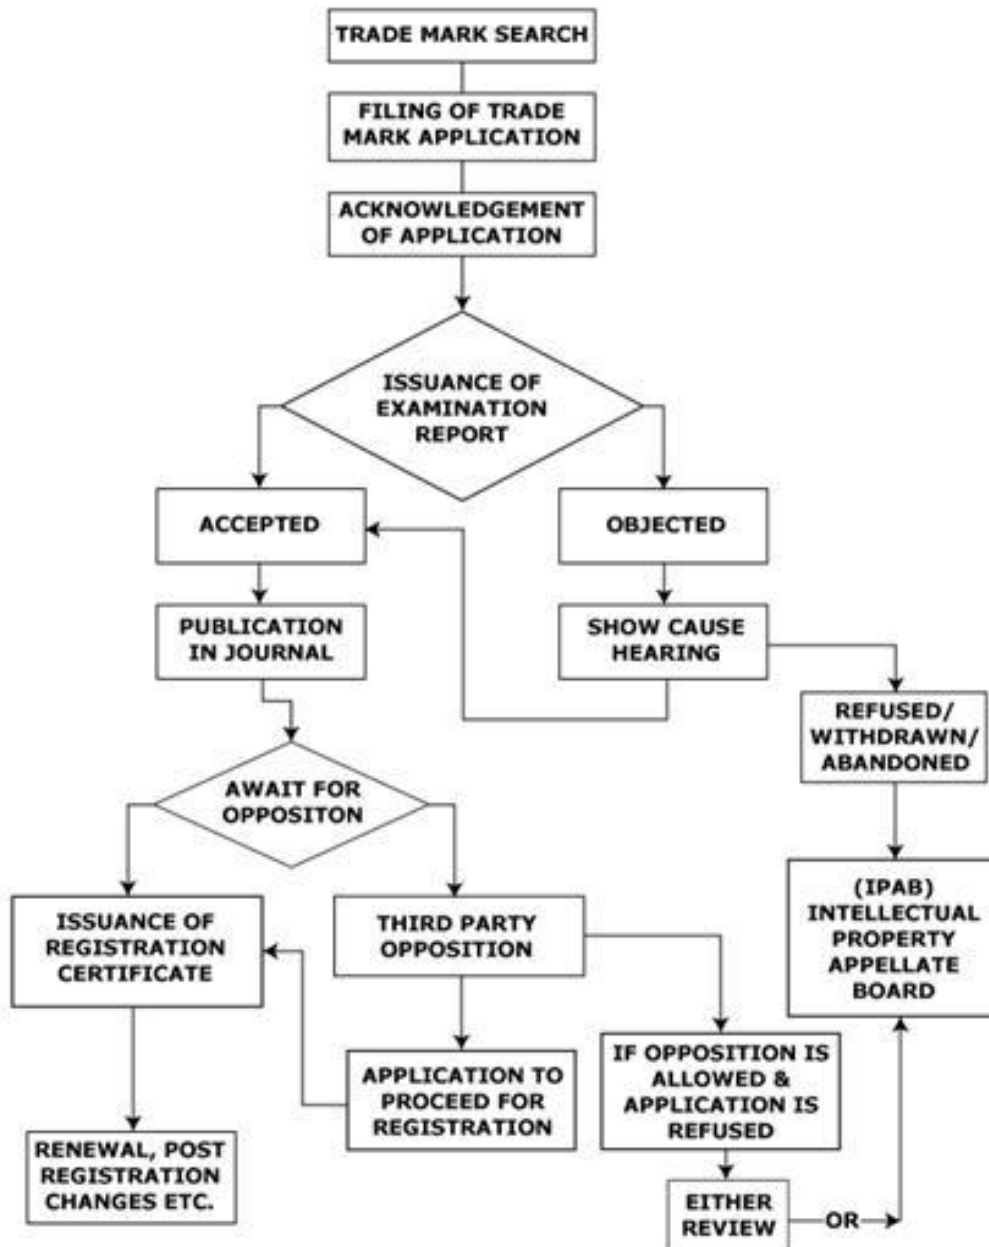 TRADE MARK SEARCH
FILING OF TRADE
MARK APPLICATION
ACKNOWLEDGEMENT
OF APPLICATION
ISSUANCE OF
EXAMINATION
REPORT
ACCEPTED
OBJECTED
PUBLICATION
IN JOURNAL
SHOW CAUSE
HEARING
REFUSED/
WITHDRAWN/
ABANDONED
AWAIT FOR
OPPOSITON
(IPAB)
INTELLECTUAL
PROPERTY
APPELLATE
BOARD
ISSUANCE OF
REGISTRATION
CERTIFICATE
THIRD PARTY
OPPOSITION
IF OPPOSITION IS
ALLOWED &
APPLICATION IS
REFUSED
APPLICATION TO
PROCEED FOR
REGISTRATION
RENEWAL, POST
REGISTRATION
CHANGES ETC.
EITHER
REVIEW
OR